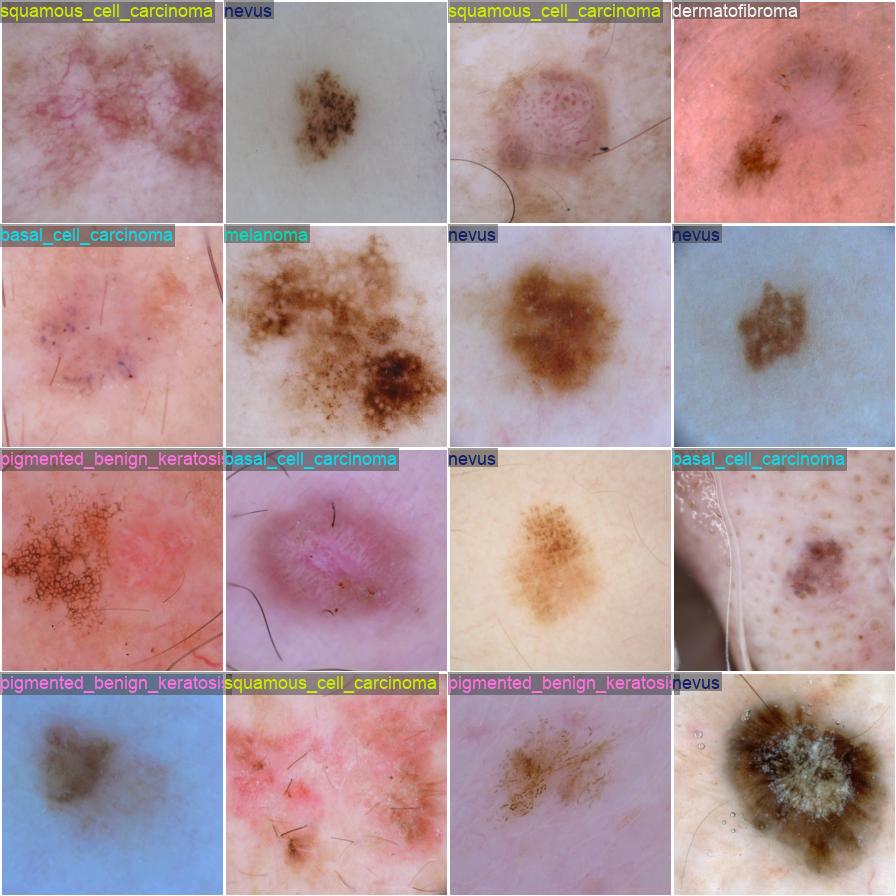 squamous_cell_carcinoma
nevus
squamous_cell_carcinoma
dermatofibroma
basal_cell_carcinoma
melanoma
nevus
nevus
pigmented_benign_keratosis
basal_cell_carcinoma
nevus
basal_cell_carcinoma
pigmented_benign_keratosis
squamous_cell_carcinoma
pigmented_benign_keratosis
nevus